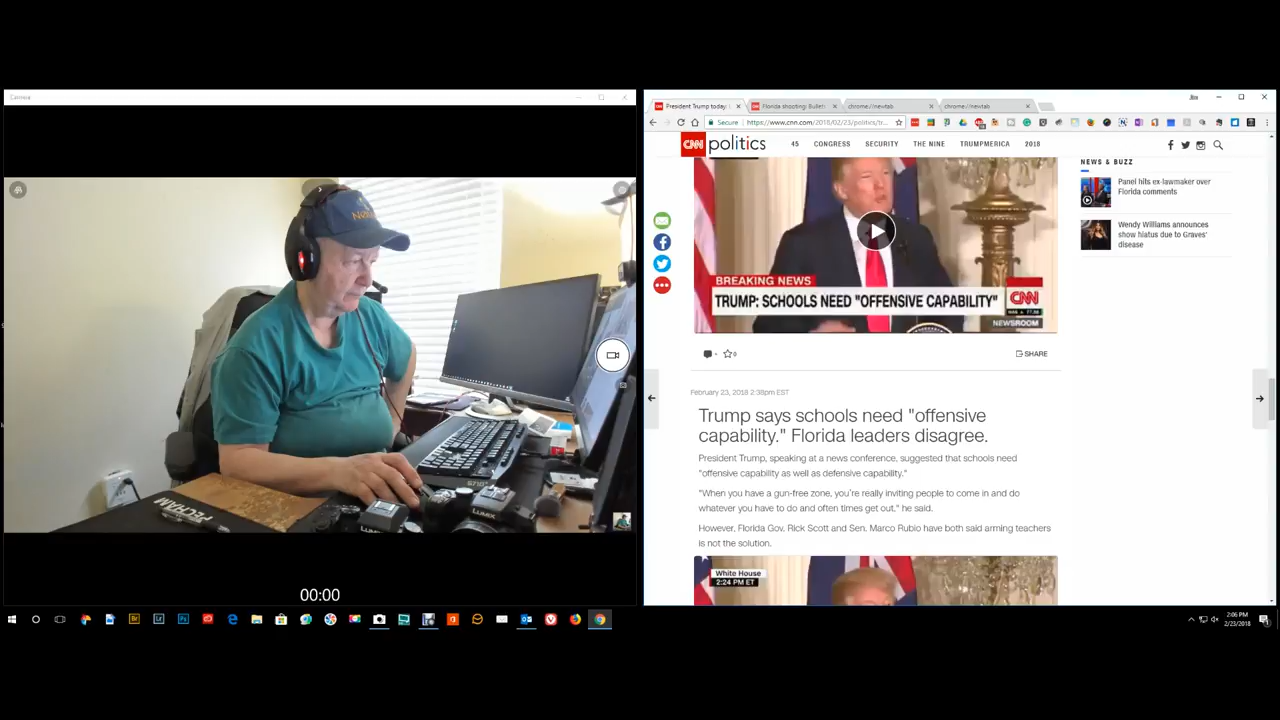 Camera
PECHAM
LUMIX
LUMIX
00:00
President Trump today:
Florida shooting: Bulleti
chrome://newtab
chrome://newtab
Jim
Secure
https://www.cnn.com/2018/02/23/politics/tr...
CNN politics
45 CONGRESS SECURITY THE NINE TRUMPMERICA 2018
BREAKING NEWS
TRUMP: SCHOOLS NEED "OFFENSIVE CAPABILITY"
CNN
NEWSROOM
0
SHARE
February 23, 2018 2:38pm EST
Trump says schools need "offensive
capability." Florida leaders disagree.
President Trump, speaking at a news conference, suggested that schools need
"offensive capability as well as defensive capability."
"When you have a gun-free zone, you're really inviting people to come in and do
whatever you have to do and often times get out." he said.
However, Florida Gov. Rick Scott and Sen. Marco Rubio have both said arming teachers
is not the solution.
White House
2:24 PM ET
NEWS & BUZZ
Panel hits ex-lawmaker over
Florida comments
Wendy Williams announces
show hiatus due to Graves'
disease
2:06 PM
2/23/2018